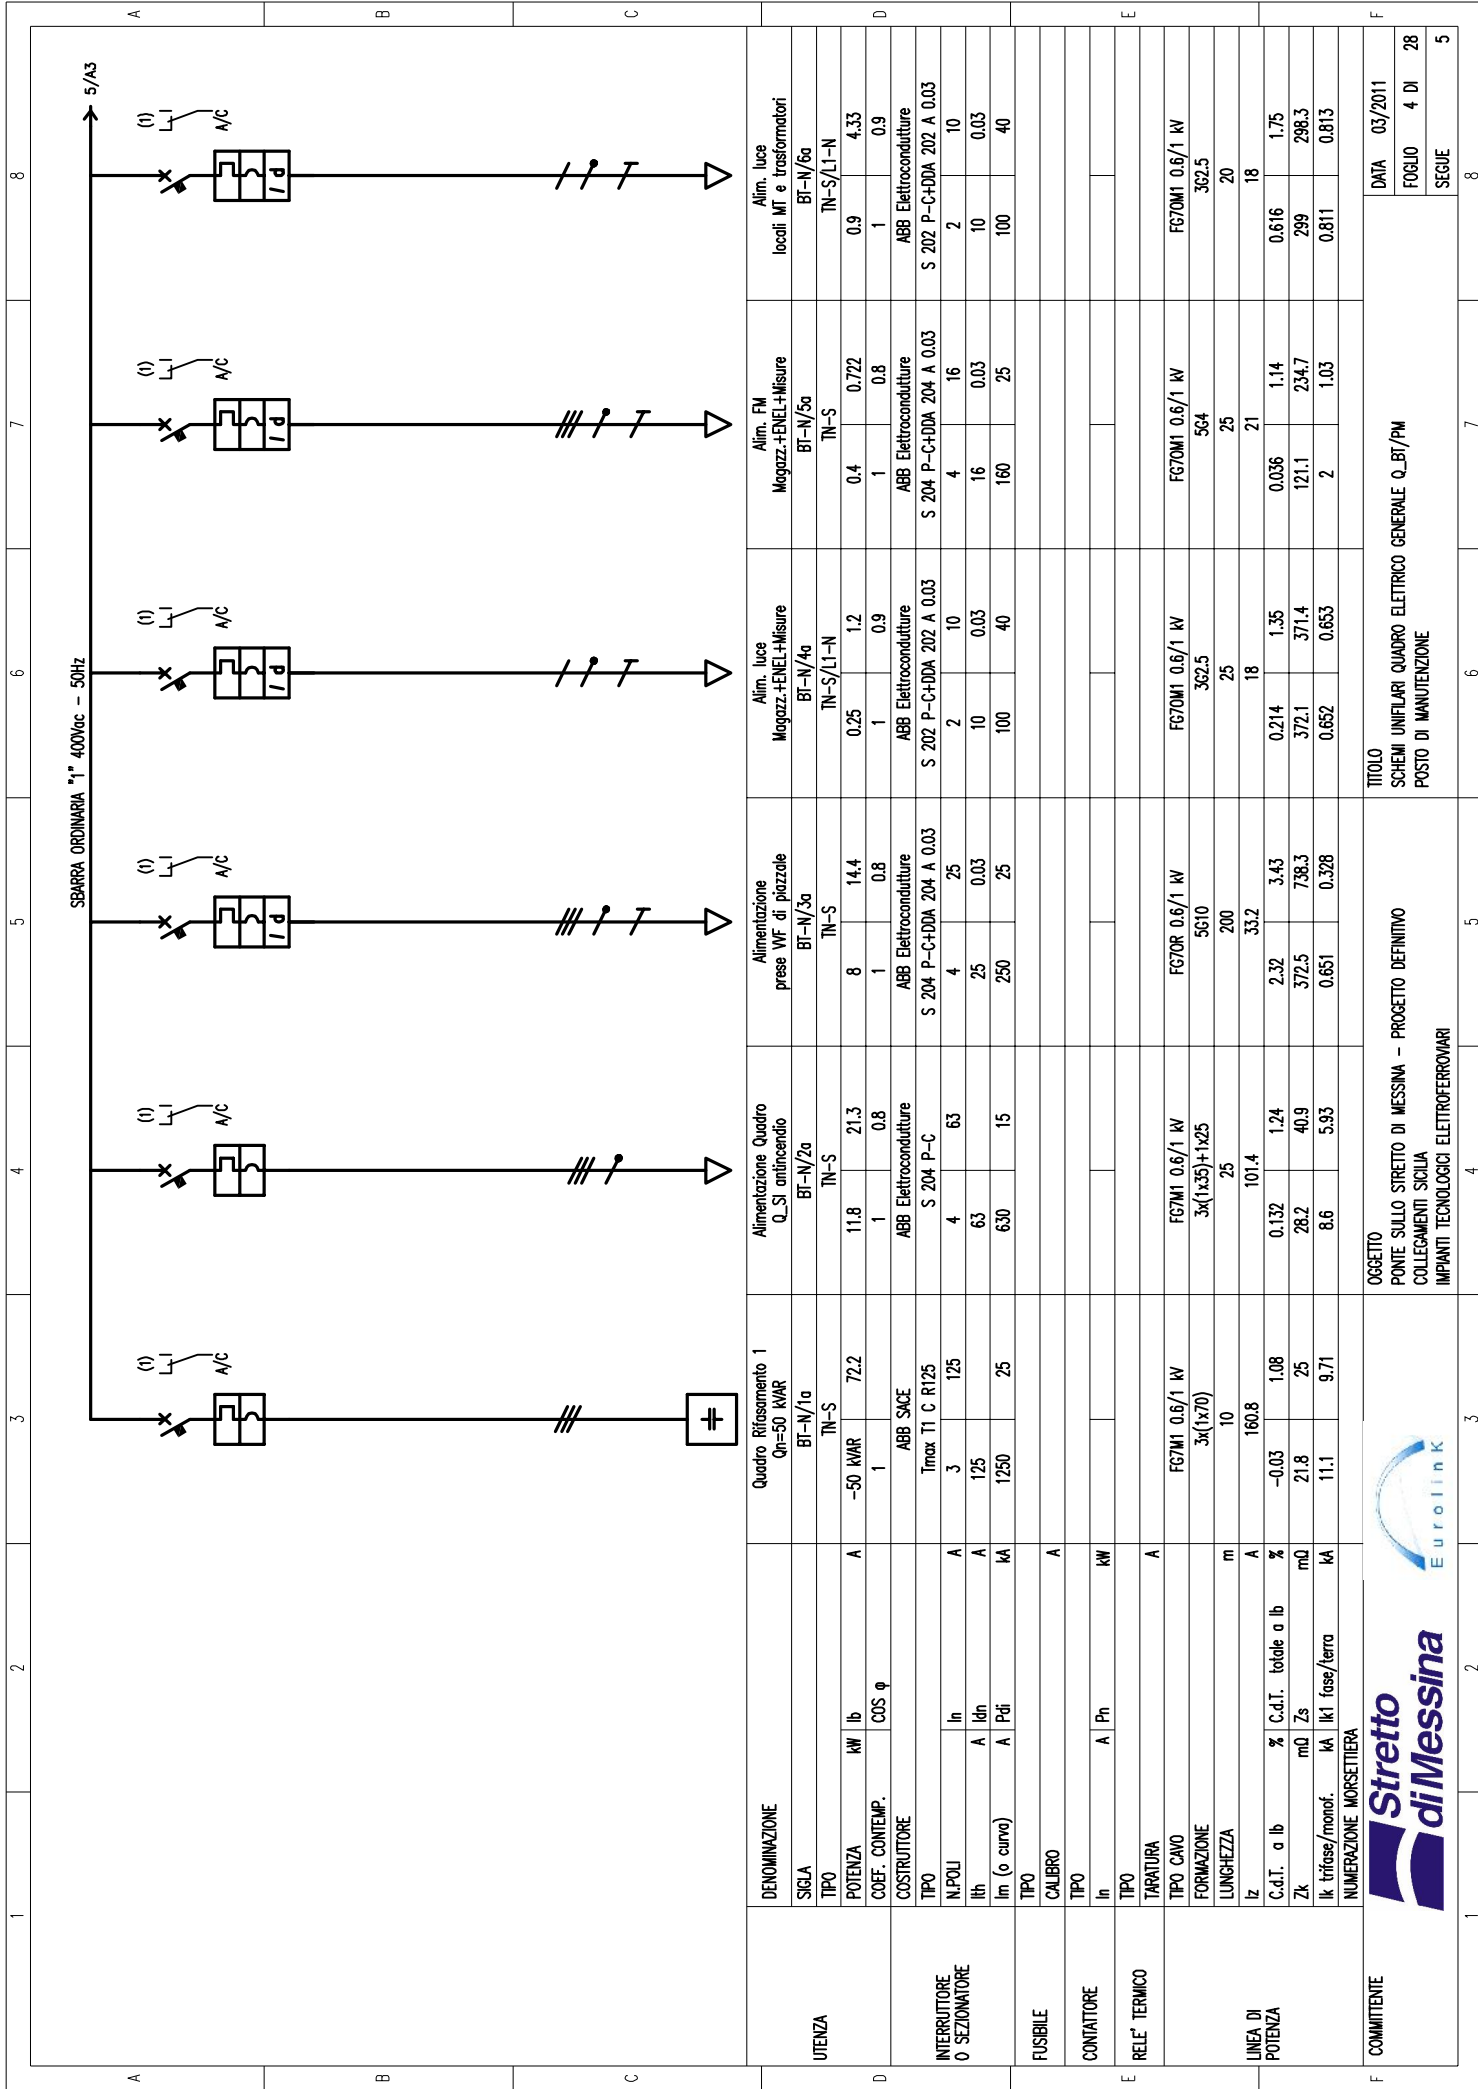 1 2 3 4 5 6 7 8
A
B
C
D
E
F
SBARRA ORDINARIA "1" 400Vac - 50Hz
5/A3
(1) (1) (1) (1) (1) (1)
A/C A/C A/C A/C A/C A/C
Id Id Id Id
UTENZA
DENOMINAZIONE
Quadro Rifasamento 1
Qn=50 kVAR
Alimentazione Quadro
Q_SI antincendio
Alimentazione
prese VVF di piazzale
Alim. luce
Magazz.+ENEL+Misure
Alim. FM
Magazz.+ENEL+Misure
Alim. luce
locali MT e trasformatori
SIGLA BT-N/1a BT-N/2a BT-N/3a BT-N/4a BT-N/5a BT-N/6a
TIPO TN-S TN-S TN-S TN-S/L1-N TN-S TN-S/L1-N
POTENZA kW Ib A -50 kVAR 72.2 11.8 21.3 8 14.4 0.25 1.2 0.4 0.722 0.9 4.33
COEF. CONTEMP. COS φ 1 1 0.8 1 0.8 1 0.9 1 0.8 1 0.9
INTERRUTTORE
O SEZIONATORE
COSTRUTTORE ABB SACE ABB Elettrocondutture ABB Elettrocondutture ABB Elettrocondutture ABB Elettrocondutture ABB Elettrocondutture
TIPO Tmax T1 C R125 S 204 P-C S 204 P-C+DDA 204 A 0.03 S 202 P-C+DDA 202 A 0.03 S 204 P-C+DDA 204 A 0.03 S 202 P-C+DDA 202 A 0.03
N.POLI In A 3 125 4 63 4 25 2 10 4 16 2 10
Ith A Idn A 125 63 25 0.03 10 0.03 16 0.03 10 0.03
Im (o curva) A Pdi kA 1250 25 630 15 250 25 100 40 160 25 100 40
FUSIBILE
TIPO
CALIBRO A
CONTATTORE
TIPO
In A Pn kW
RELE' TERMICO
TIPO
TARATURA A
LINEA DI
POTENZA
TIPO CAVO FG7M1 0.6/1 kV FG7M1 0.6/1 kV FG7OR 0.6/1 kV FG7OM1 0.6/1 kV FG7OM1 0.6/1 kV FG7OM1 0.6/1 kV
FORMAZIONE 3x(1x70) 3x(1x35)+1x25 5G10 3G2.5 5G4 3G2.5
LUNGHEZZA m 10 25 200 25 25 20
Iz A 160.8 101.4 33.2 18 21 18
C.d.T. a Ib % C.d.T. totale a Ib % -0.03 1.08 0.132 1.24 2.32 3.43 0.214 1.35 0.036 1.14 0.616 1.75
Zk mΩ Zs mΩ 21.8 25 28.2 40.9 372.5 738.3 372.1 371.4 121.1 234.7 299 298.3
Ik trifase/monof. kA Ik1 fase/terra kA 11.1 9.71 8.6 5.93 0.651 0.328 0.652 0.653 2 1.03 0.811 0.813
NUMERAZIONE MORSETTIERA
COMMITTENTE
Stretto
di Messina
Eurolink
OGGETTO
PONTE SULLO STRETTO DI MESSINA - PROGETTO DEFINITIVO
COLLEGAMENTI SICILIA
IMPIANTI TECNOLOGICI ELETTROFERROVIARI
TITOLO
SCHEMI UNIFILARI QUADRO ELETTRICO GENERALE Q_BT/PM
POSTO DI MANUTENZIONE
DATA 03/2011
FOGLIO 4 DI 28
SEGUE 5
A
B
C
D
E
F
1 2 3 4 5 6 7 8